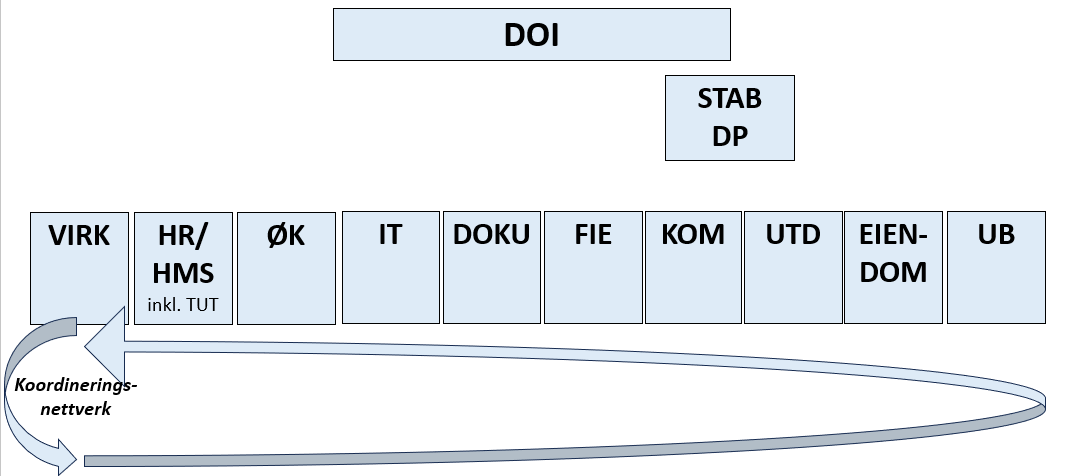 DOI
STAB
DP
VIRK
HR/
HMS
inkl. TUT
ØK
IT
DOKU
FIE
KOM
UTD
EIEN-
DOM
UB
Koordinerings-
nettverk